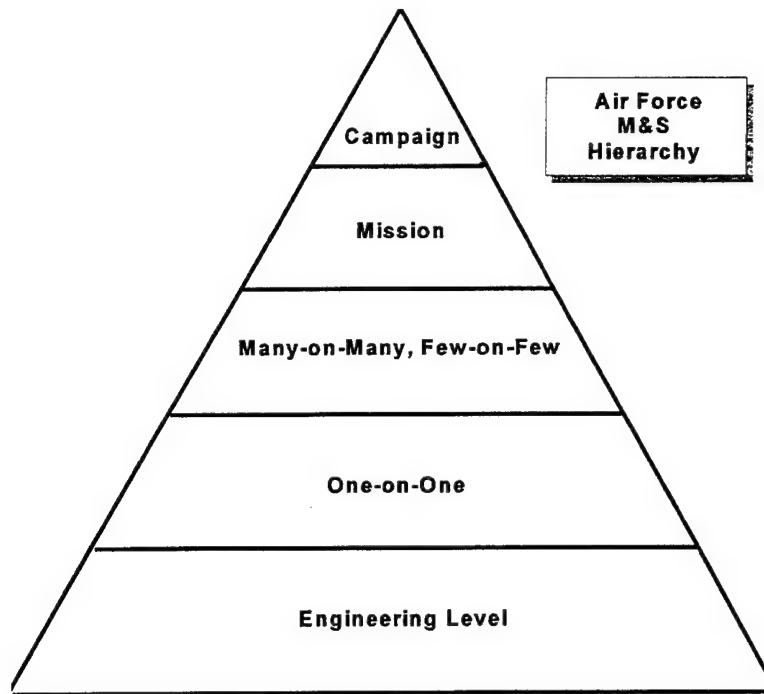 Air Force
M&S
Hierarchy
Campaign
Mission
Many-on-Many, Few-on-Few
One-on-One
Engineering Level